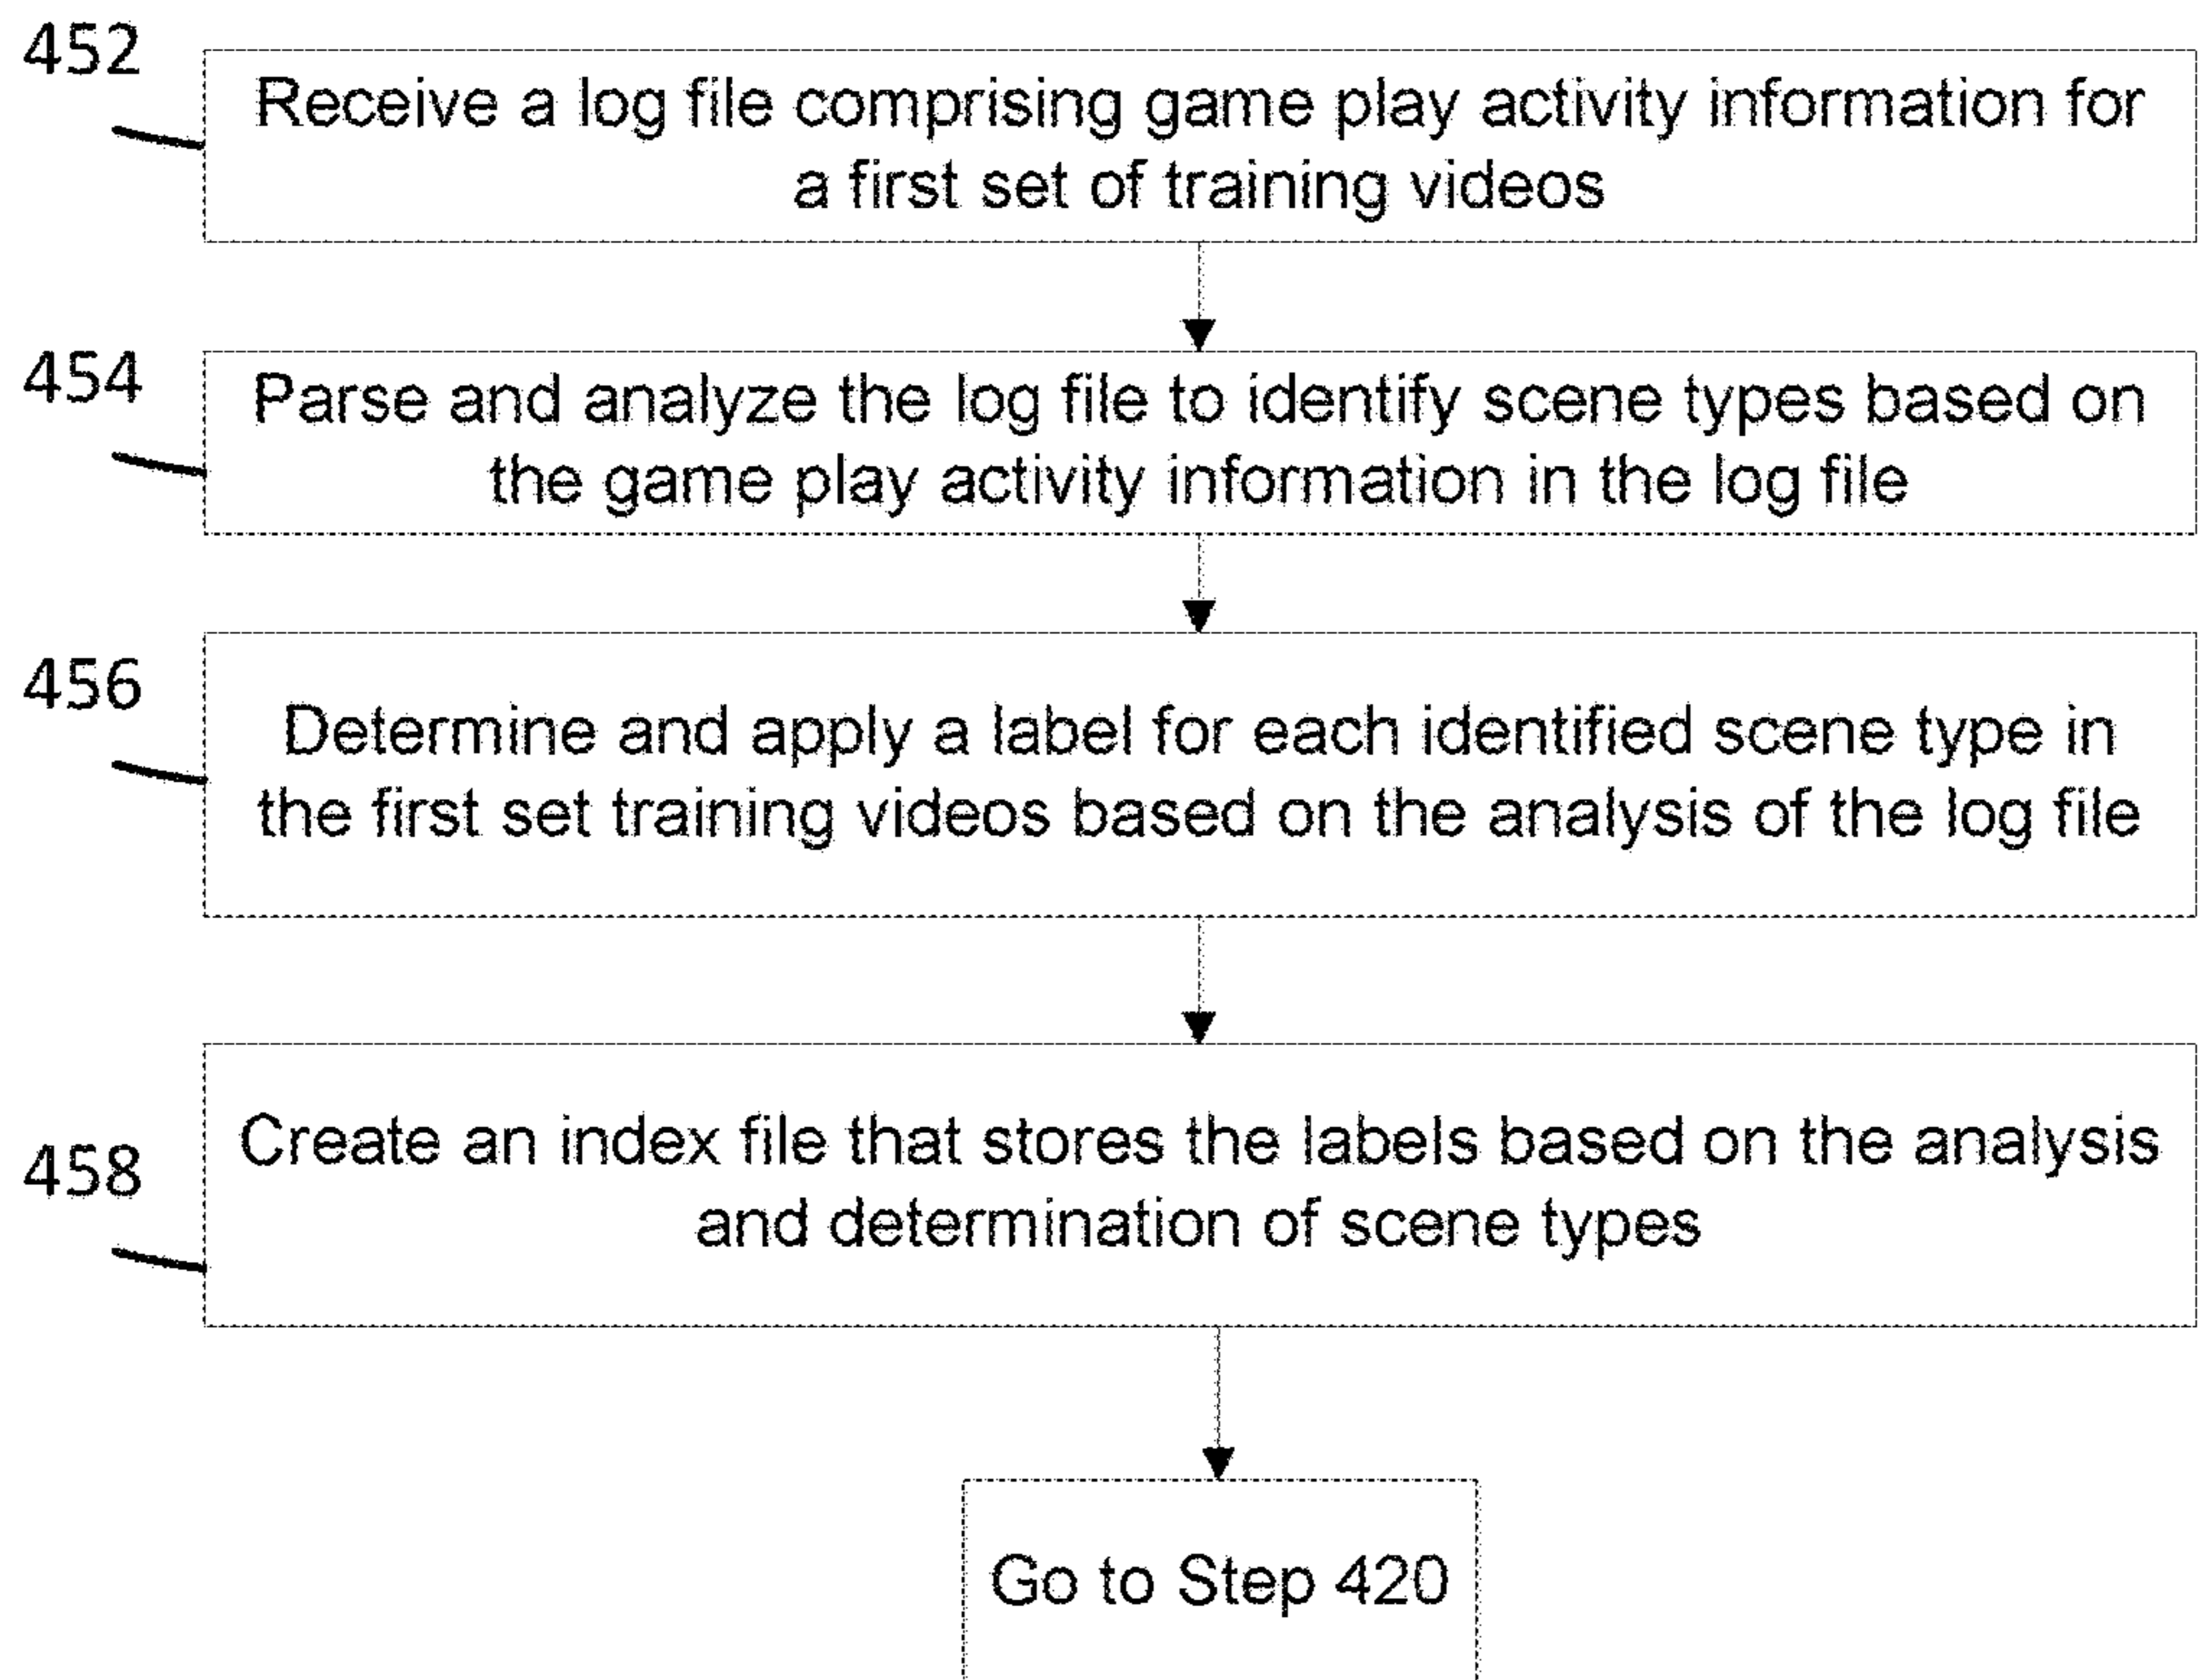 452
Receive a log file comprising game play activity information for
a first set of training videos
454
Parse and analyze the log file to identify scene types based on
the game play activity information in the log file
456
Determine and apply a label for each identified scene type in
the first set training videos based on the analysis of the log file
458
Create an index file that stores the labels based on the analysis
and determination of scene types
Go to Step 420